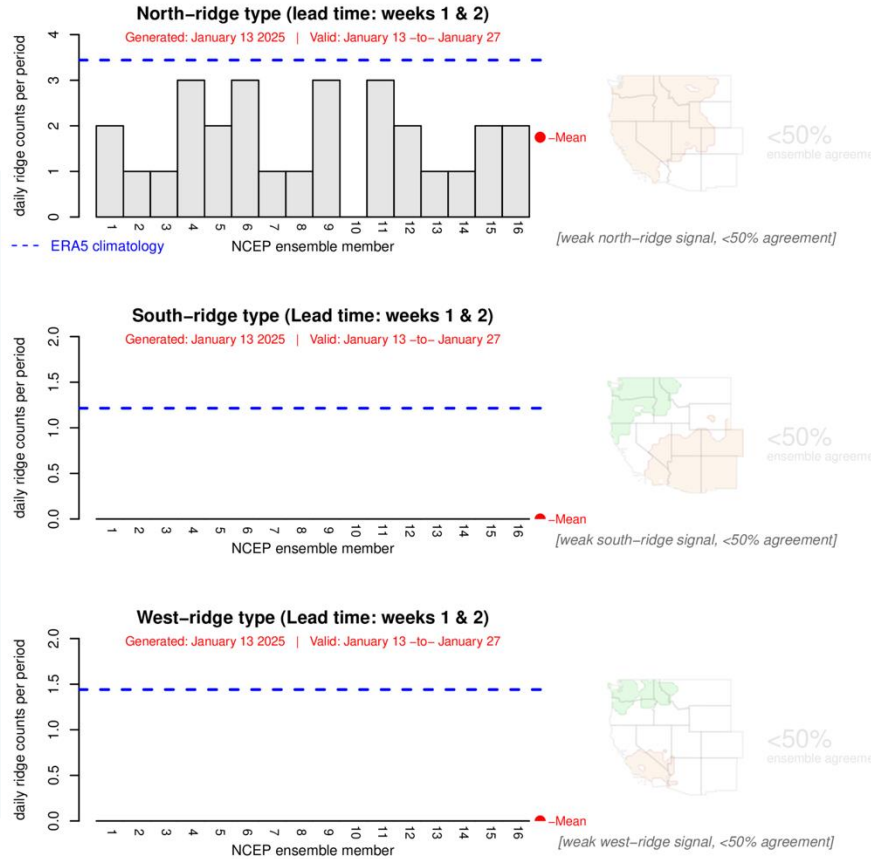 North−ridge type (lead time: weeks 1 & 2)
Generated: January 13 2025 | Valid: January 13 −to− January 27
daily ridge counts per period
4
3
2
1
0
−Mean
<50%
ensemble agreeme
1 2 3 4 5 6 7 8 9 10 11 12 13 14 15 16
NCEP ensemble member
--- ERA5 climatology
[weak north−ridge signal, <50% agreement]
South−ridge type (Lead time: weeks 1 & 2)
Generated: January 13 2025 | Valid: January 13 −to− January 27
daily ridge counts per period
2.0
1.5
1.0
0.5
0.0
<50%
ensemble agreeme
−Mean
1 2 3 4 5 6 7 8 9 10 11 12 13 14 15 16
NCEP ensemble member
[weak south−ridge signal, <50% agreement]
West−ridge type (Lead time: weeks 1 & 2)
Generated: January 13 2025 | Valid: January 13 −to− January 27
daily ridge counts per period
2.0
1.5
1.0
0.5
0.0
<50%
ensemble agreeme
−Mean
1 2 3 4 5 6 7 8 9 10 11 12 13 14 15 16
NCEP ensemble member
[weak west−ridge signal, <50% agreement]